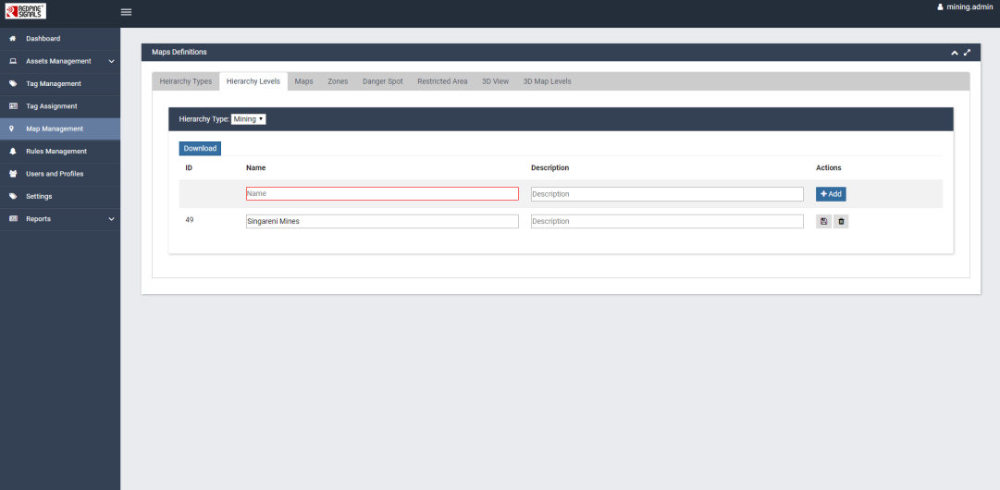 REDPINE®
SIGNALS
mining.admin
Dashboard
Assets Management
Tag Management
Tag Assignment
Map Management
Rules Management
Users and Profiles
Settings
Reports
Maps Definitions
Heirarchy Types Hierarchy Levels Maps Zones Danger Spot Restricted Area 3D View 3D Map Levels
Hierarchy Type: Mining
Download
ID Name Description Actions
Name Description + Add
49 Singareni Mines Description